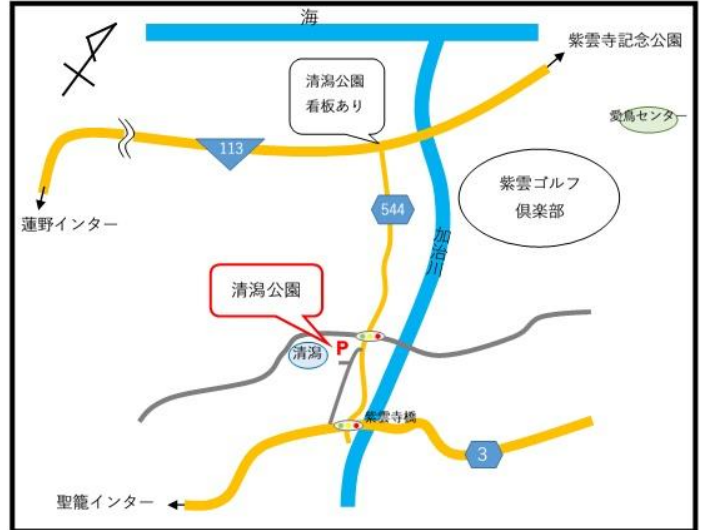 海
紫雲寺記念公園
清潟公園
看板あり
愛鳥センター
113
紫雲ゴルフ
倶楽部
544
蓮野インター
加治川
清潟公園
P
清潟
紫雲寺橋
3
聖籠インター